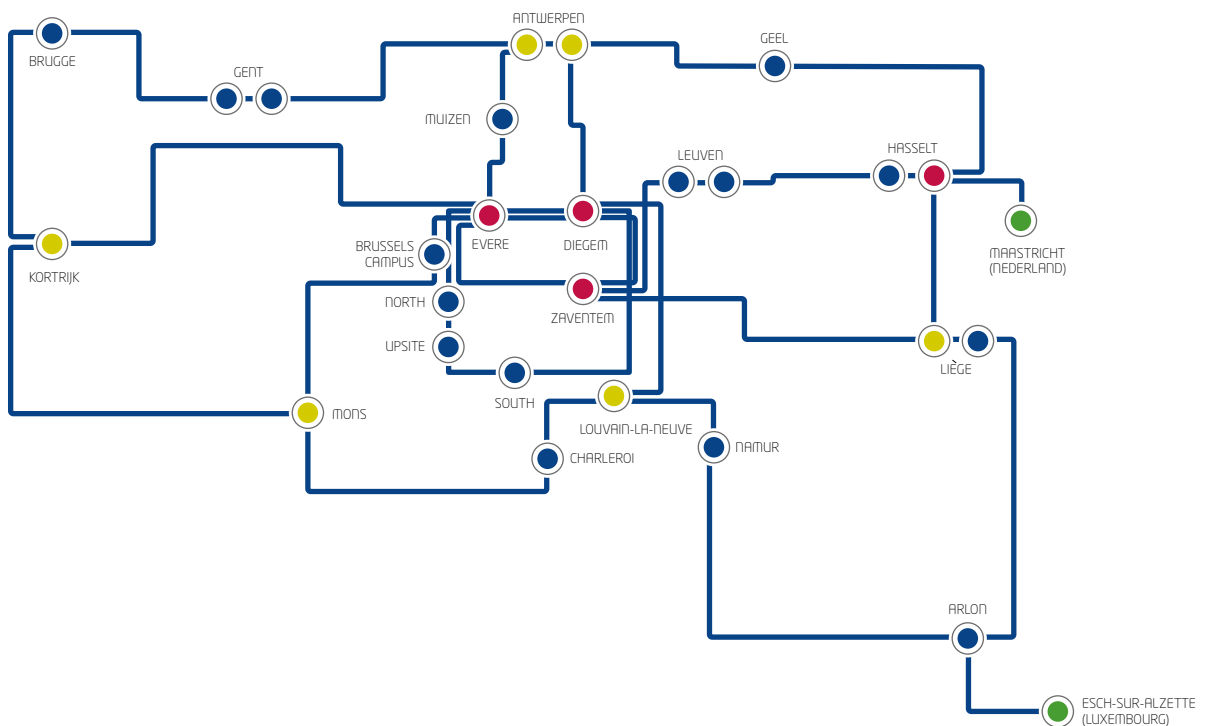 ANTWERPEN
BRUGGE
GEEL
GENT
MUIZEN
LEUVEN
HASSELT
BRUSSELS
CAMPUS
EVERE
DIEGEM
MAASTRICHT
(NEDERLAND)
KORTRIJK
NORTH
ZAVENTEM
UPSITE
LIÈGE
SOUTH
MONS
LOUVAIN-LA-NEUVE
CHARLEROI
NAMUR
ARLON
ESCH-SUR-ALZETTE
(LUXEMBOURG)